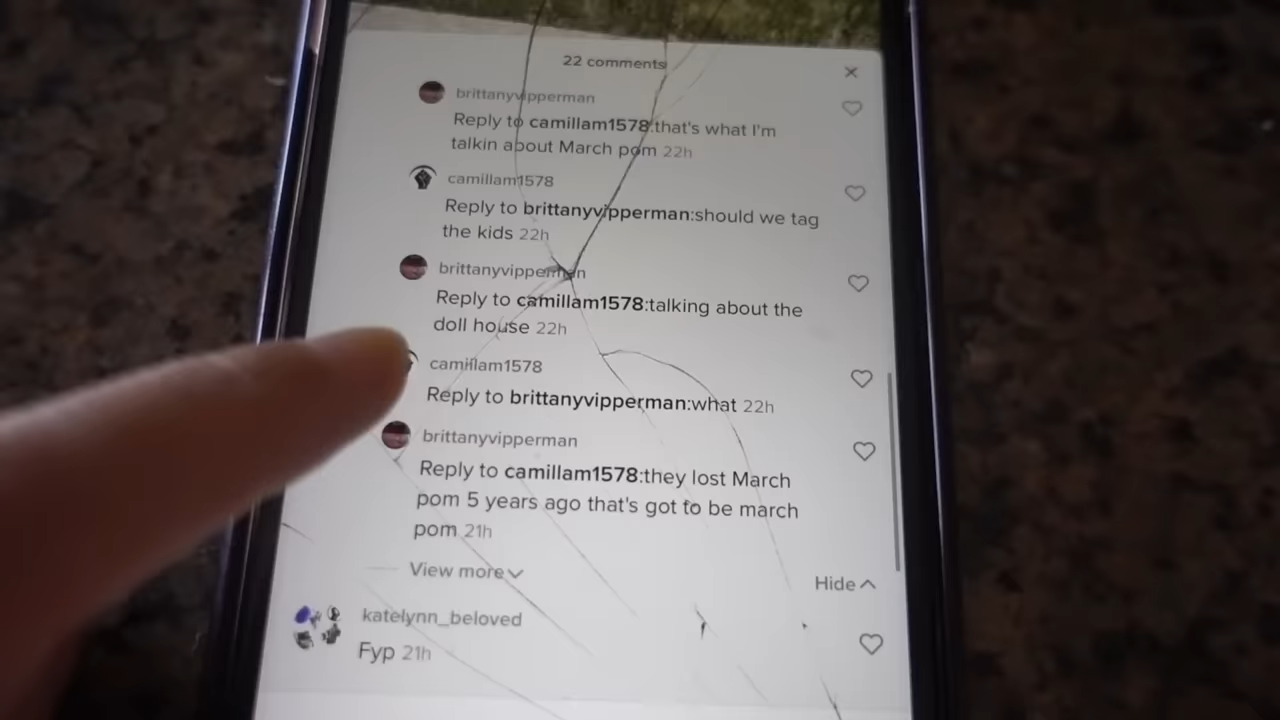 22 comments
brittanyvipperman
Reply to camillam1578:that's what I'm
talkin about March pom 22h
camillam1578
Reply to brittanyvipperman:should we tag
the kids 22h
brittanyvipperman
Reply to camillam1578:talking about the
doll house 22h
camillam1578
Reply to brittanyvipperman:what 22h
brittanyvipperman
Reply to camillam1578:they lost March
pom 5 years ago that's got to be march
pom 21h
View more
Hide
katelynn_beloved
Fyp 21h